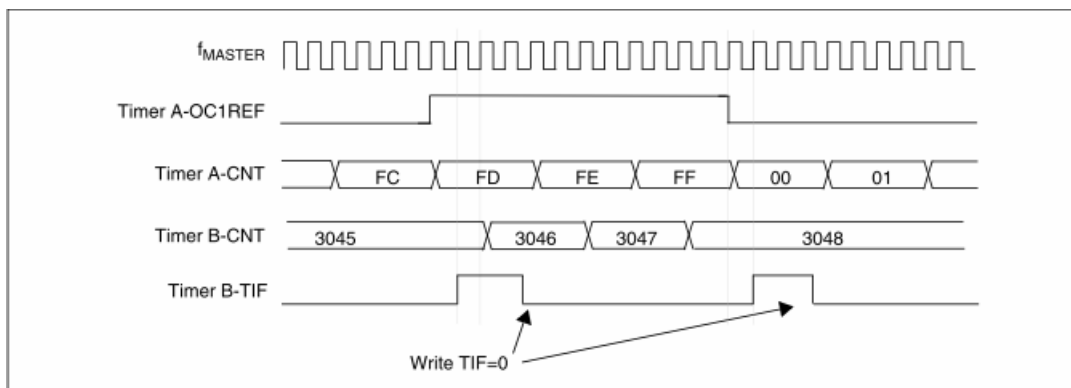 fMASTER
Timer A-OC1REF
Timer A-CNT FC FD FE FF 00 01
Timer B-CNT 3045 3046 3047 3048
Timer B-TIF
Write TIF=0